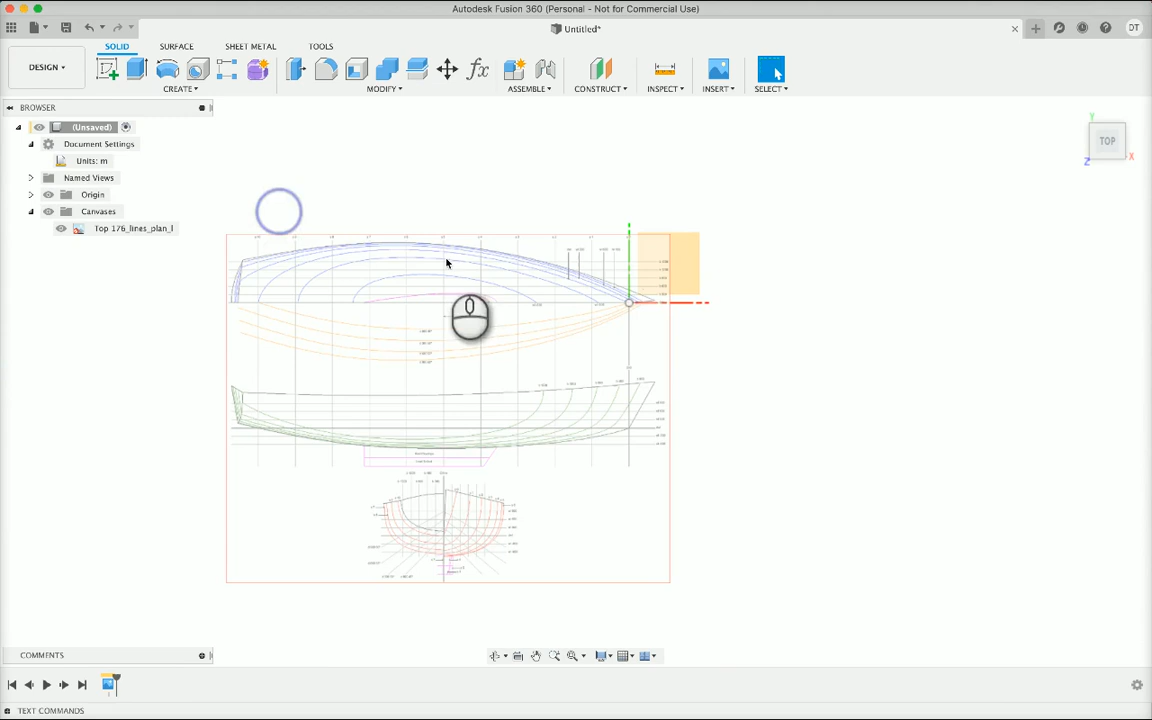 Autodesk Fusion 360 (Personal - Not for Commercial Use)
Untitled*
DT
DESIGN
SOLID
SURFACE
SHEET METAL
TOOLS
CREATE
MODIFY
ASSEMBLE
CONSTRUCT
INSPECT
INSERT
SELECT
BROWSER
(Unsaved)
Document Settings
Units: m
Named Views
Origin
Canvases
Top 176_lines_plan_l
Y
TOP
X
Z
COMMENTS
TEXT COMMANDS